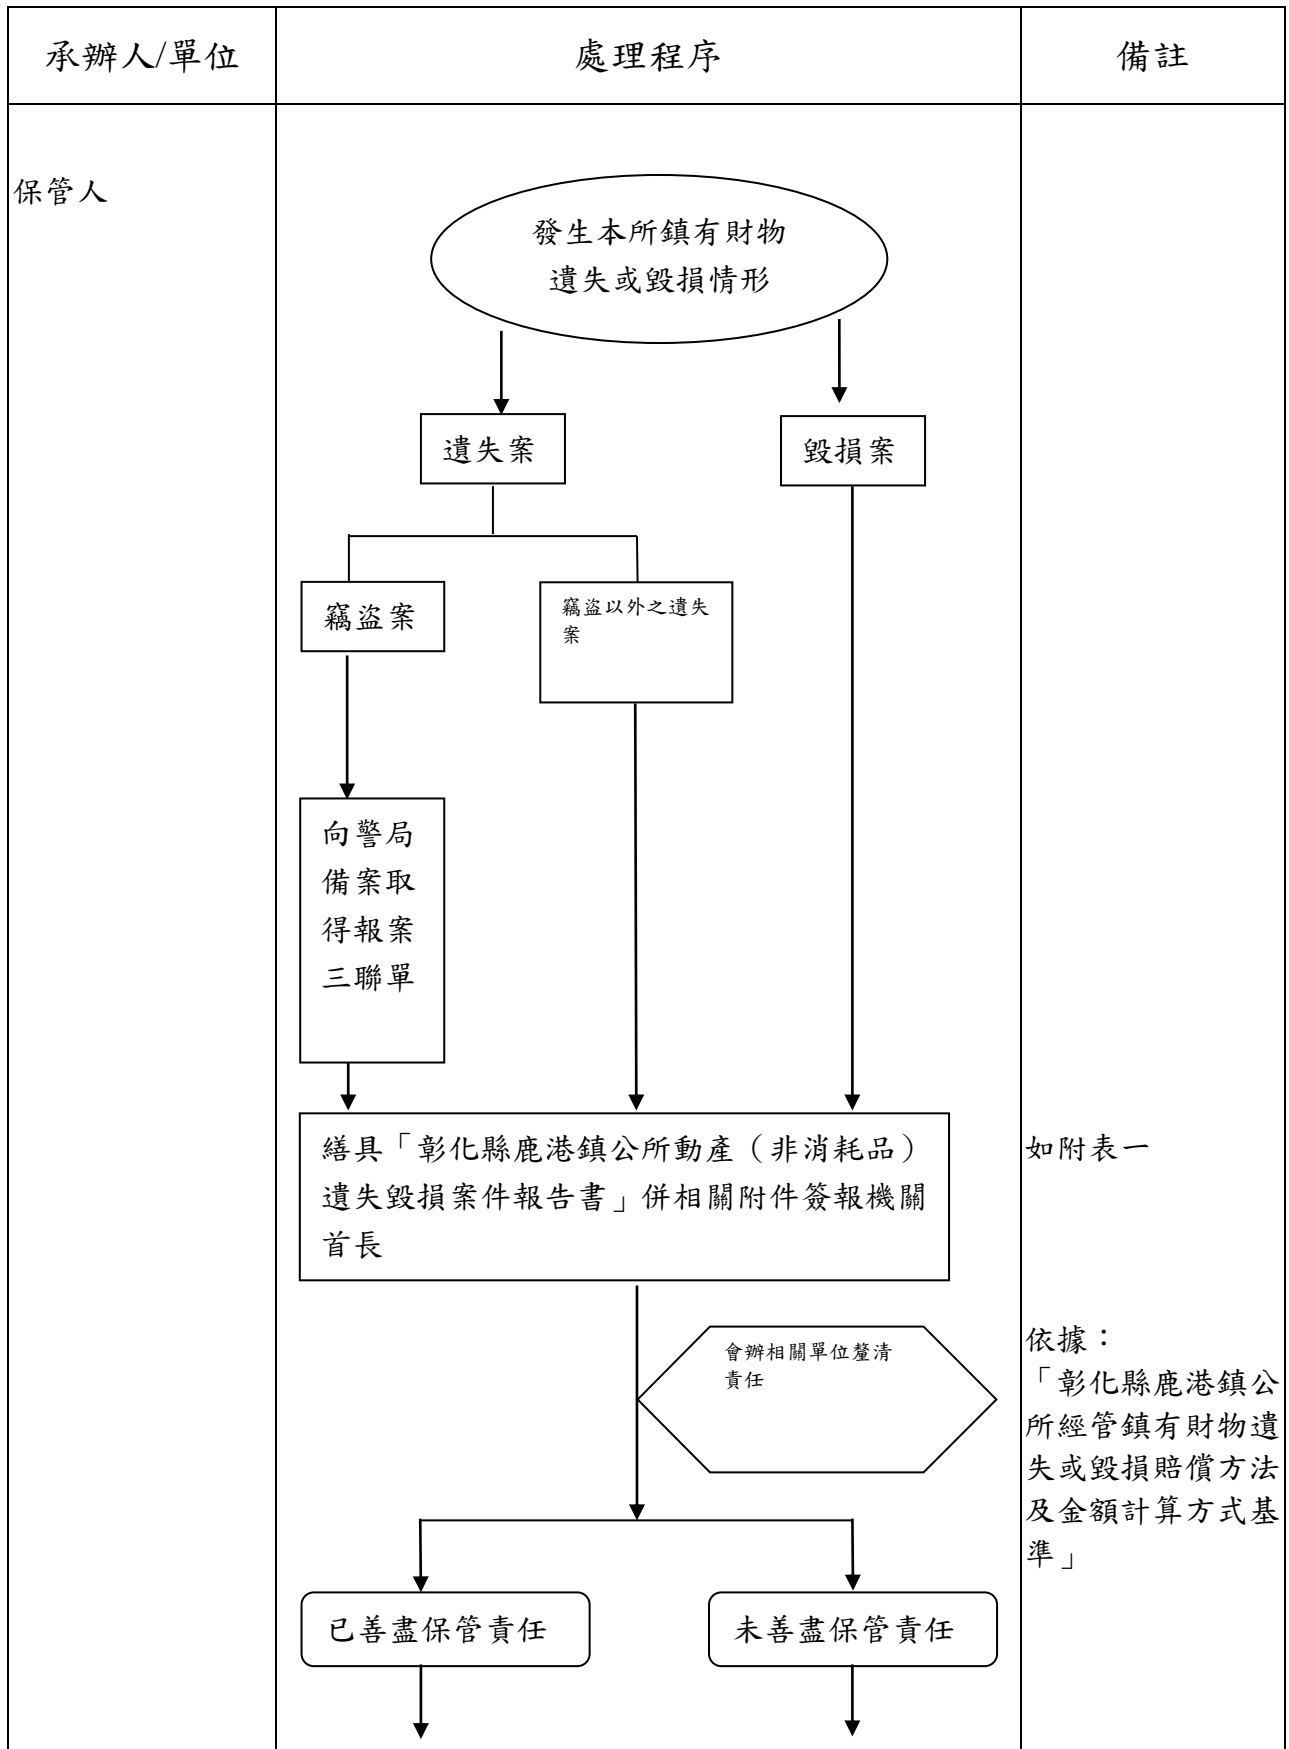 承辦人/單位
處理程序
備註
保管人
發生本所鎮有財物
遺失或毀損情形
遺失案
毀損案
竊盜案
竊盜以外之遺失
案
向警局
備案取
得報案
三聯單
繕具「彰化縣鹿港鎮公所動產（非消耗品）
遺失毀損案件報告書」併相關附件簽報機關
首長
如附表一
會辦相關單位釐清
責任
依據：
「彰化縣鹿港鎮公
所經管鎮有財物遺
失或毀損賠償方法
及金額計算方式基
準」
已善盡保管責任
未善盡保管責任